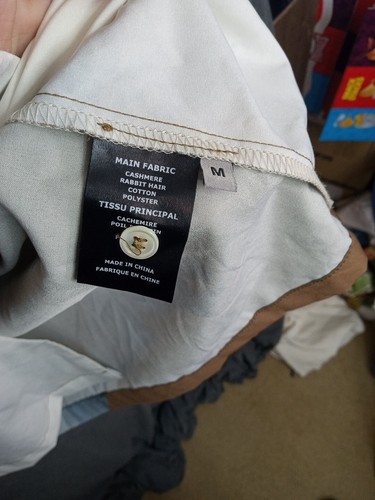 MAIN FABRIC
CASHMERE
RABBIT HAIR
COTTON
POLYSTER
TISSU PRINCIPAL
CACHEMIRE
MADE IN CHINA
FABRIQUE EN CHINE
M